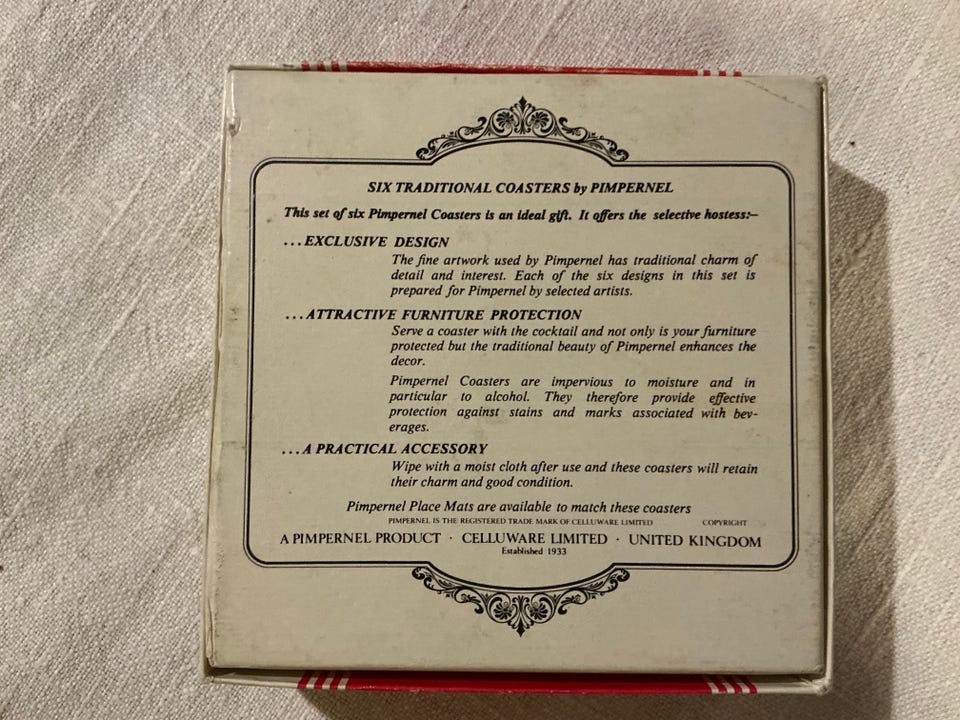 SIX TRADITIONAL COASTERS by PIMPERNEL
This set of six Pimpernel Coasters is an ideal gift. It offers the selective hostess:–
...EXCLUSIVE DESIGN
The fine artwork used by Pimpernel has traditional charm of
detail and interest. Each of the six designs in this set is
prepared for Pimpernel by selected artists.
...ATTRACTIVE FURNITURE PROTECTION
Serve a coaster with the cocktail and not only is your furniture
protected but the traditional beauty of Pimpernel enhances the
decor.
Pimpernel Coasters are impervious to moisture and in
particular to alcohol. They therefore provide effective
protection against stains and marks associated with bev-
erages.
...A PRACTICAL ACCESSORY
Wipe with a moist cloth after use and these coasters will retain
their charm and good condition.
Pimpernel Place Mats are available to match these coasters
PIMPERNEL IS THE REGISTERED TRADE MARK OF CELLUWARE LIMITED COPYRIGHT
A PIMPERNEL PRODUCT · CELLUWARE LIMITED · UNITED KINGDOM
Established 1933